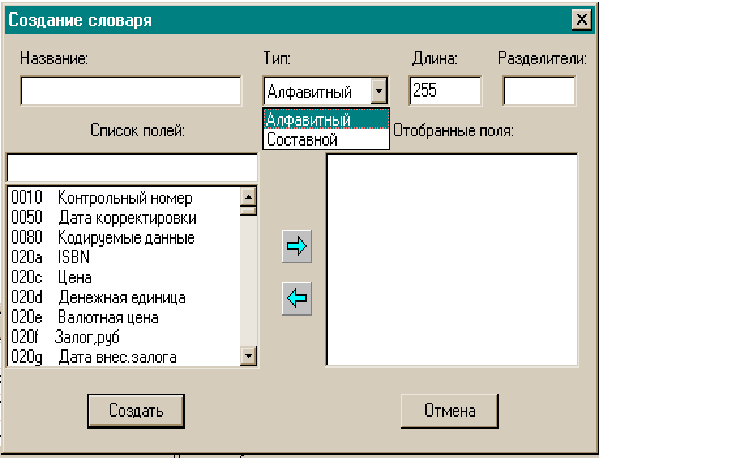 Создание словаря
Название: Тип: Длина: Разделители:
Алфавитный 255
Алфавитный
Составной
Список полей: Отобранные поля:
0010 Контрольный номер
0050 Дата корректировки
0080 Кодируемые данные
020a ISBN
020c Цена
020d Денежная единица
020e Валютная цена
020f Залог,руб
020g Дата внес.залога
Создать Отмена